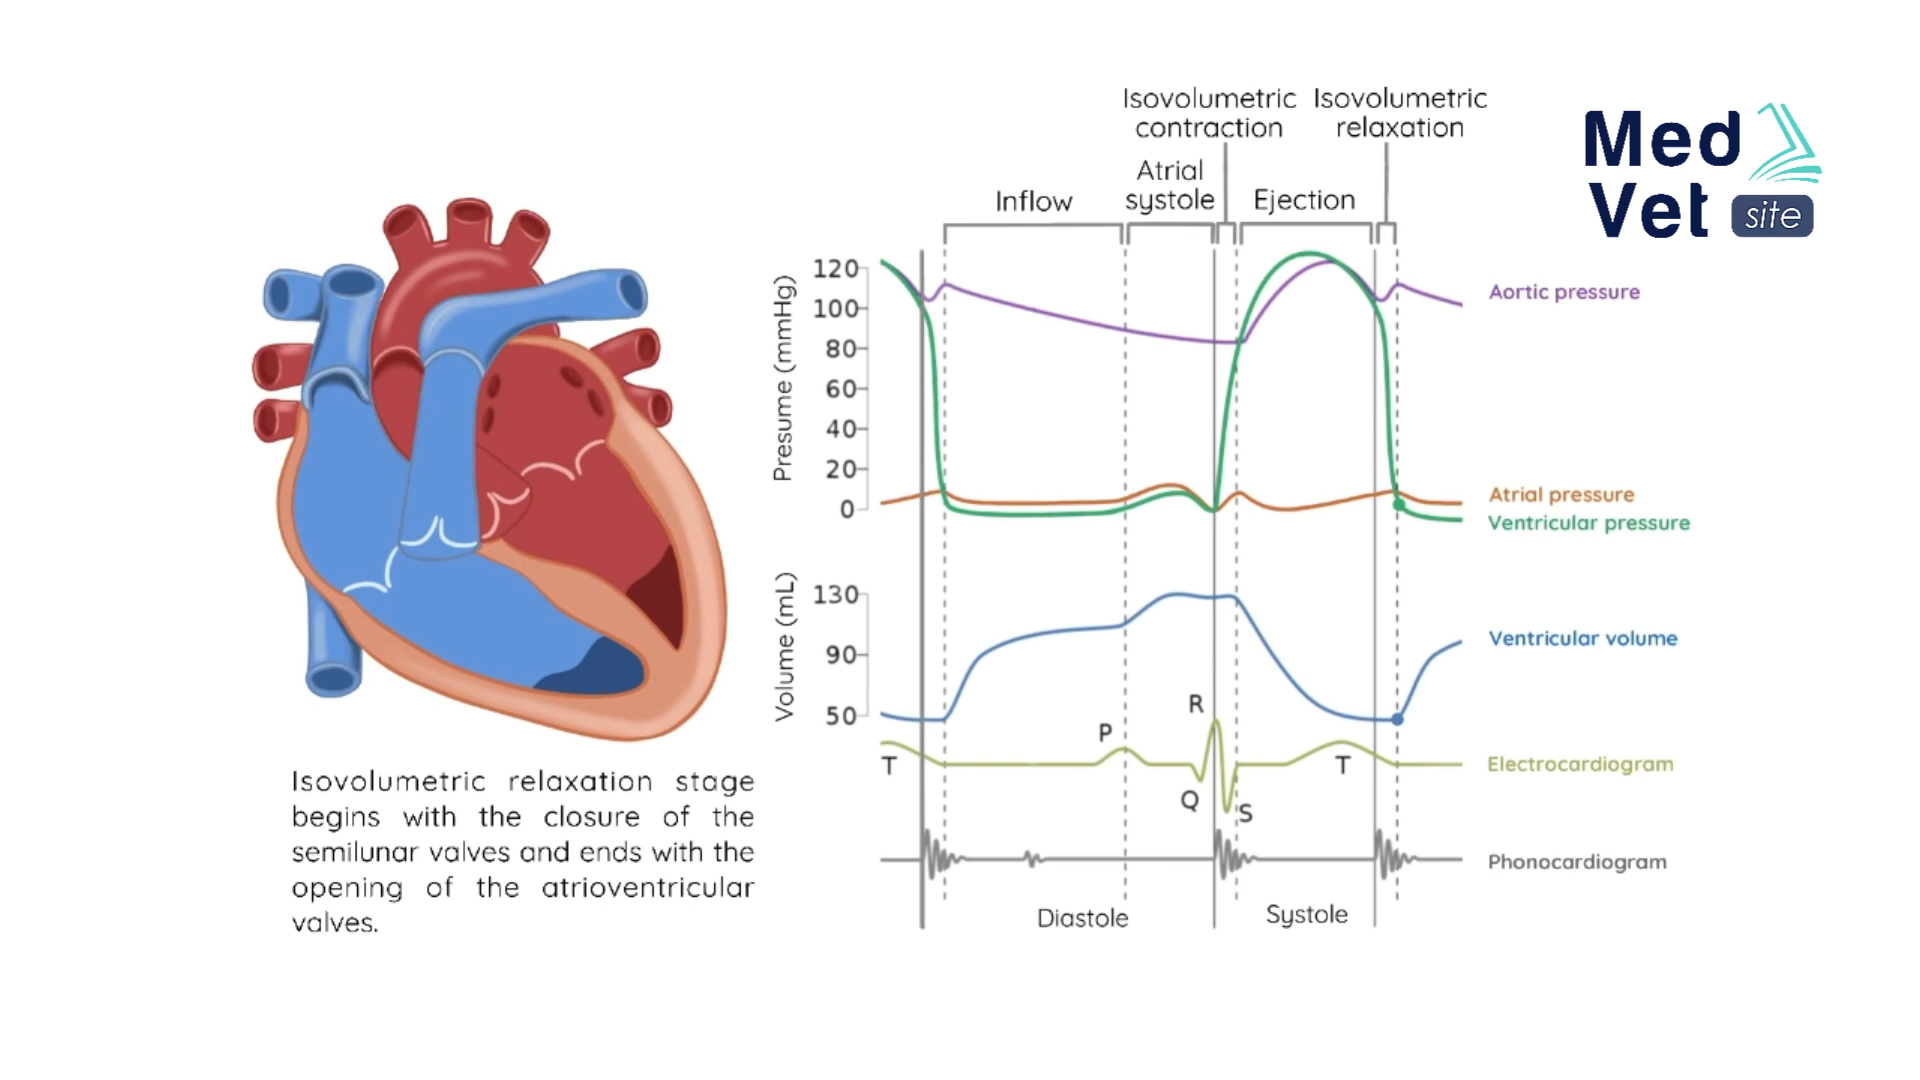 Isovolumetric Isovolumetric
contraction relaxation
Atrial
systole
Inflow
Ejection
Med
Vet site
Presume (mmHg)
120
100
80
60
40
20
0
Aortic pressure
Atrial pressure
Ventricular pressure
Volume (mL)
130
90
50
Ventricular volume
R
P
T
Q
S
T
Electrocardiogram
Phonocardiogram
Diastole
Systole
Isovolumetric relaxation stage
begins with the closure of the
semilunar valves and ends with the
opening of the atrioventricular
valves.